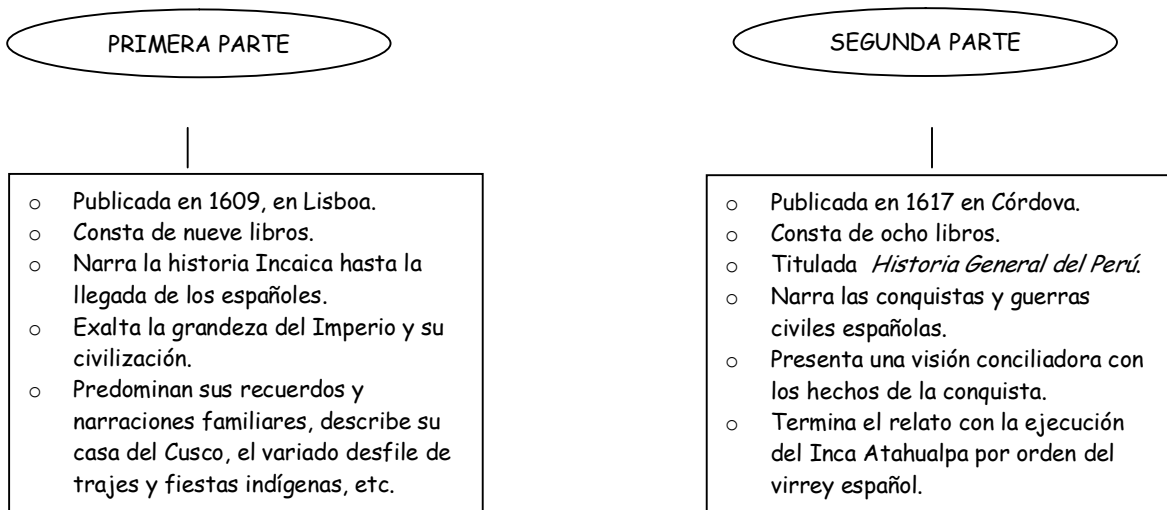 PRIMERA PARTE
o Publicada en 1609, en Lisboa.
o Consta de nueve libros.
o Narra la historia Incaica hasta la
llegada de los españoles.
o Exalta la grandeza del Imperio y su
civilización.
o Predominan sus recuerdos y
narraciones familiares, describe su
casa del Cusco, el variado desfile de
trajes y fiestas indígenas, etc.
SEGUNDA PARTE
o Publicada en 1617 en Córdova.
o Consta de ocho libros.
o Titulada Historia General del Perú.
o Narra las conquistas y guerras
civiles españolas.
o Presenta una visión conciliadora con
los hechos de la conquista.
o Termina el relato con la ejecución
del Inca Atahualpa por orden del
virrey español.